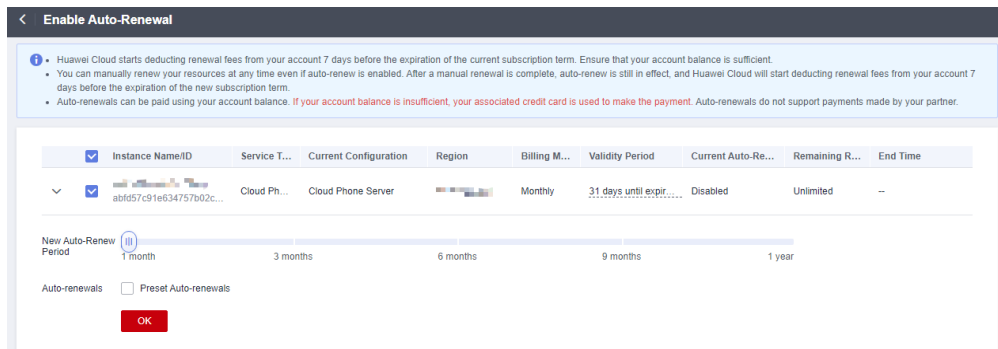 Enable Auto-Renewal
Huawei Cloud starts deducting renewal fees from your account 7 days before the expiration of the current subscription term. Ensure that your account balance is sufficient.
You can manually renew your resources at any time even if auto-renew is enabled. After a manual renewal is complete, auto-renew is still in effect, and Huawei Cloud will start deducting renewal fees from your account 7
days before the expiration of the new subscription term.
Auto-renewals can be paid using your account balance. If your account balance is insufficient, your associated credit card is used to make the payment. Auto-renewals do not support payments made by your partner.
Instance Name/ID Service T... Current Configuration Region Billing M... Validity Period Current Auto-Re... Remaining R... End Time
Cloud Ph... Cloud Phone Server Monthly 31 days until expir... Disabled Unlimited --
abfd57c91e634757b02c...
New Auto-Renew
Period
1 month 3 months 6 months 9 months 1 year
Auto-renewals Preset Auto-renewals
OK